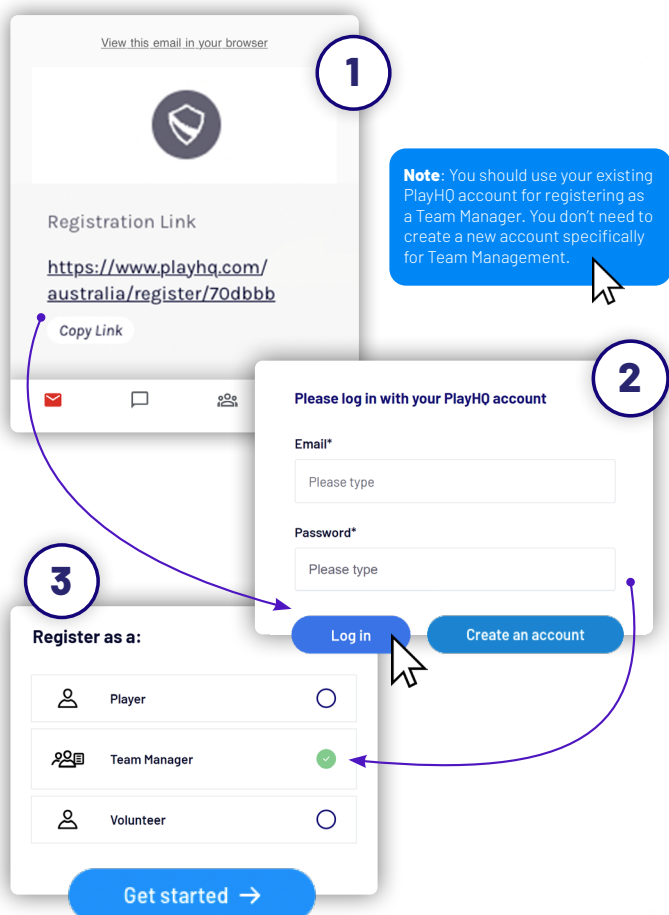 View this email in your browser
1
Registration Link
https://www.playhq.com/
australia/register/70dbbb
Copy Link
Note: You should use your existing
PlayHQ account for registering as
a Team Manager. You don't need to
create a new account specifically
for Team Management.
2
Please log in with your PlayHQ account
Email*
Please type
Password*
Please type
Log in
Create an account
3
Register as a:
Player
Team Manager
Volunteer
Get started →